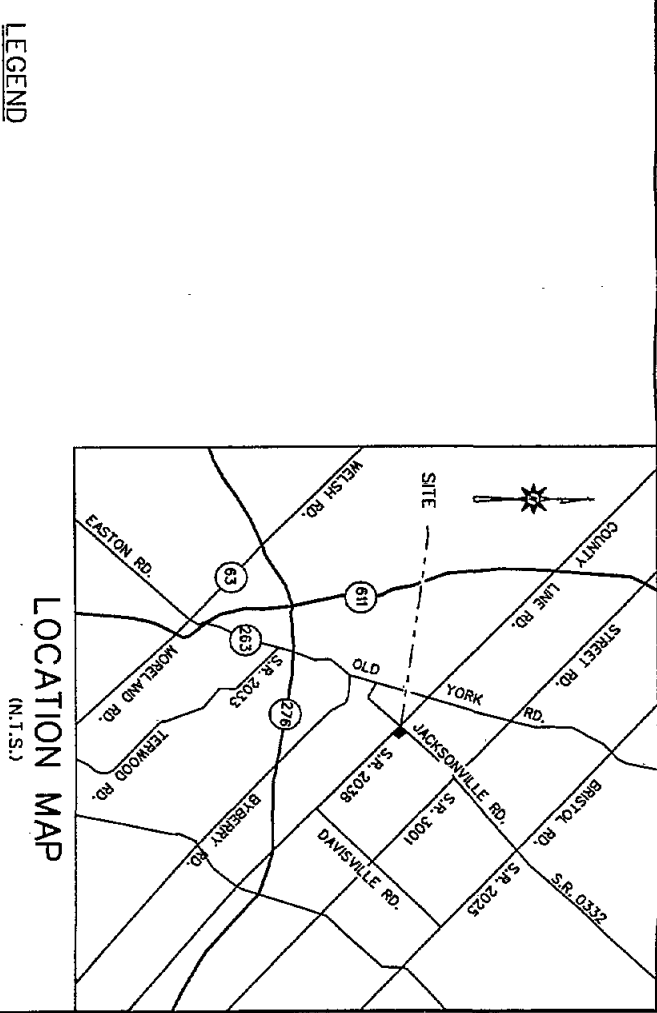 LEGEND
COUNTY
LINE RD.
STREET RD.
BRISTOL RD.
S.R. 2025
S.R. 0332
JACKSONVILLE RD.
S.R. 3001
S.R. 2038
DAVISVILLE RD.
SITE
WELSH RD.
63
611
OLD
YORK
RD.
263
276
EASTON RD.
MORELAND RD.
S.R. 2033
TERWOOD RD.
BYBERRY
RD.
LOCATION MAP
(N.T.S.)